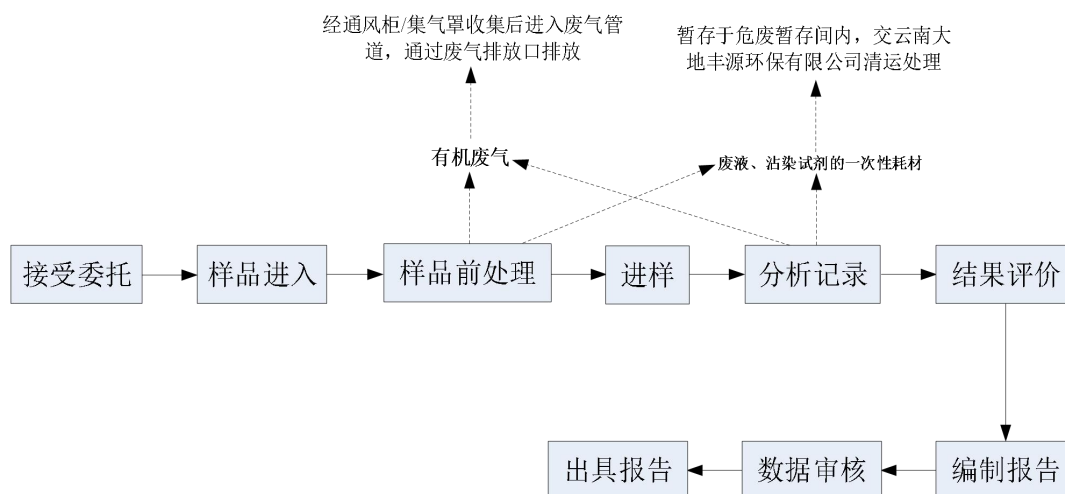 经通风柜/集气罩收集后进入废气管
道，通过废气排放口排放
暂存于危废暂存间内，交云南大
地丰源环保有限公司清运处理
有机废气
废液、沾染试剂的一次性耗材
接受委托
样品进入
样品前处理
进样
分析记录
结果评价
出具报告
数据审核
编制报告